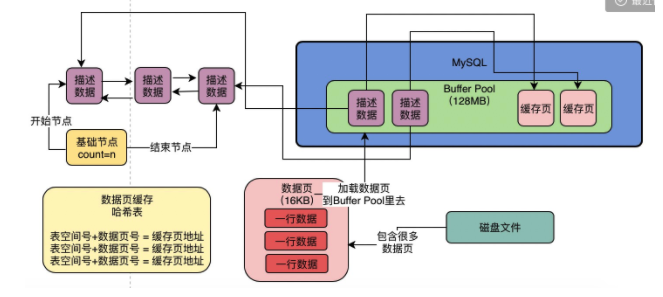 最近
MySQL
Buffer Pool
(128MB)
描述
数据
描述
数据
描述
数据
描述
数据
描述
数据
缓存页
缓存页
开始节点
基础节点
count=n
结束节点
数据页缓存
哈希表
表空间号+数据页号 = 缓存页地址
表空间号+数据页号 = 缓存页地址
表空间号+数据页号 = 缓存页地址
数据页
(16KB)
加载数据页
到Buffer Pool里去
一行数据
一行数据
一行数据
包含很多
数据页
磁盘文件